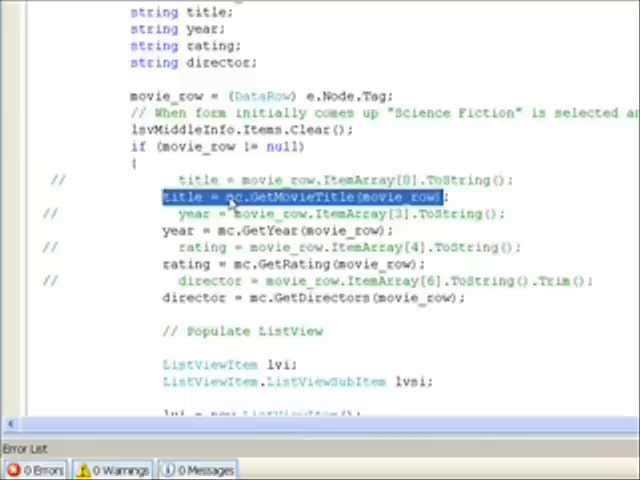 string title;
string year;
string rating;
string director;
movie_row = (DataRow) e.Node.Tag;
// When form initially comes up "Science Fiction" is selected an
lsvMiddleInfo.Items.Clear();
if (movie_row != null)
{
// title = movie_row.ItemArray[0].ToString();
title = mc.GetMovieTitle(movie_row);
// year = movie_row.ItemArray[3].ToString();
year = mc.GetYear(movie_row);
// rating = movie_row.ItemArray[4].ToString();
rating = mc.GetRating(movie_row);
// director = movie_row.ItemArray[6].ToString().Trim();
director = mc.GetDirectors(movie_row);
// Populate ListView
ListViewItem lvi;
ListViewItem.ListViewSubItem lvsi;
lvi = new ListViewItem();
Error List
0 Errors
0 Warnings
0 Messages